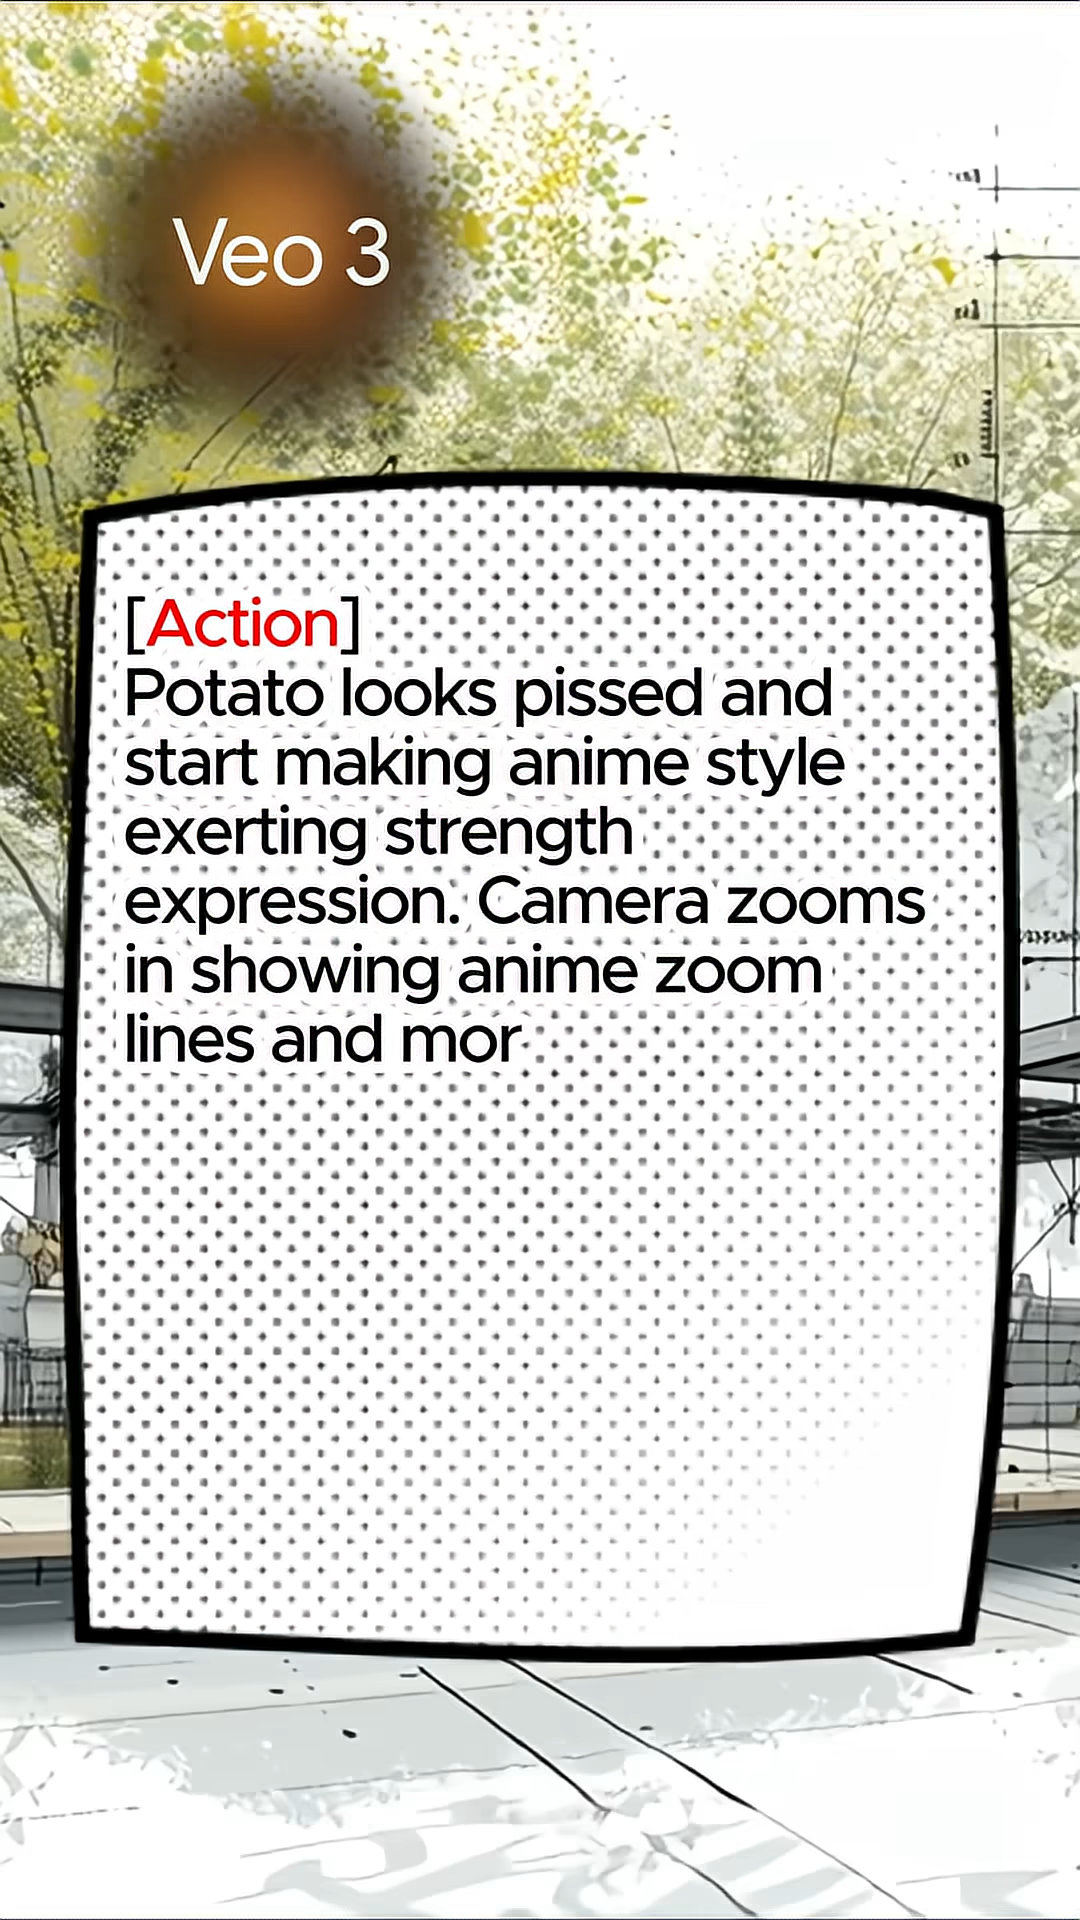 Veo 3
[Action]
Potato looks pissed and
start making anime style
exerting strength
expression. Camera zooms
in showing anime zoom
lines and mor